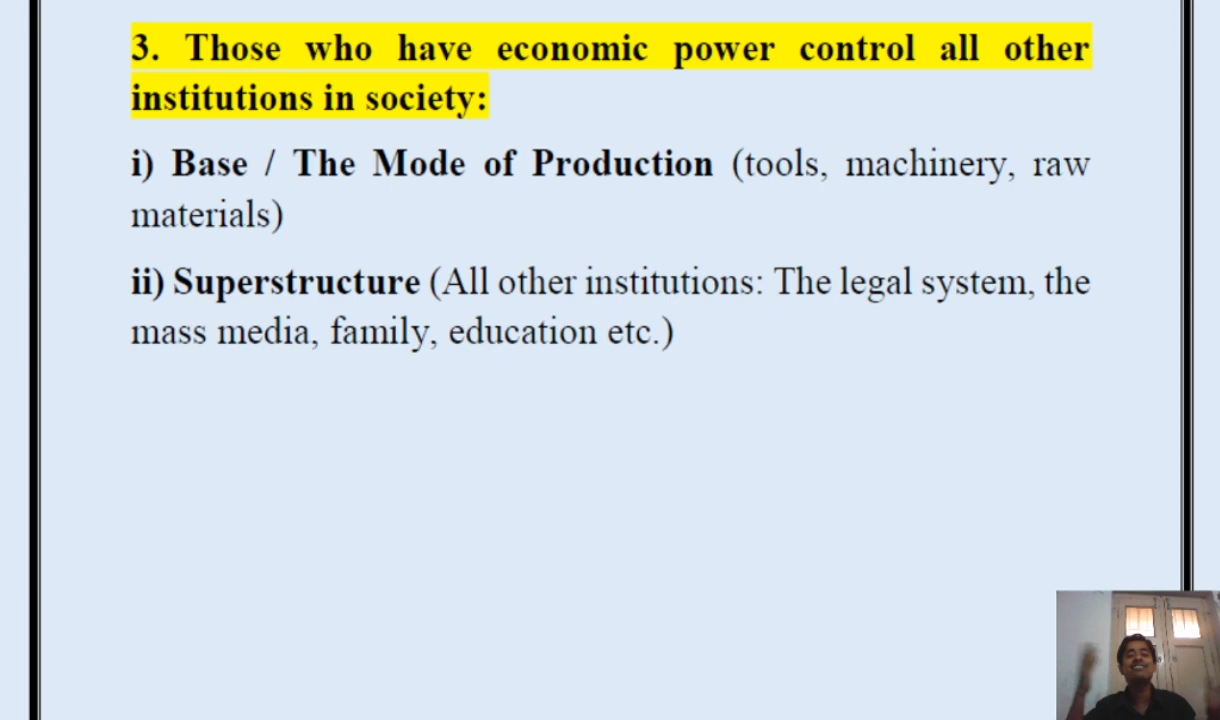 3. Those who have economic power control all other
institutions in society:
i) Base / The Mode of Production (tools, machinery, raw
materials)
ii) Superstructure (All other institutions: The legal system, the
mass media, family, education etc.)